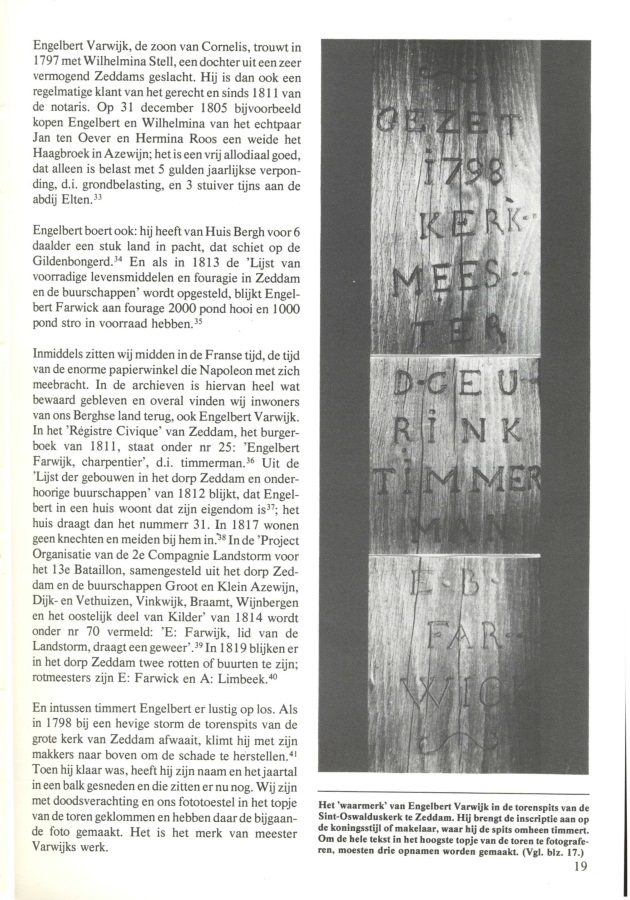 Engelbert Varwijk, de zoon van Cornelis, trouwt in
1797 met Wilhelmina Stell, een dochter uit een zeer
vermogend Zeddams geslacht. Hij is dan ook een
regelmatige klant van het gerecht en sinds 1811 van
de notaris. Op 31 december 1805 bijvoorbeeld
kopen Engelbert en Wilhelmina van het echtpaar
Jan ten Oever en Hermina Roos een weide het
Haagbroek in Azewijn; het is een vrij allodiaal goed,
dat alleen is belast met 5 gulden jaarlijkse verpon-
ding, d.i. grondbelasting, en 3 stuiver tijns aan de
abdij Elten.³³
Engelbert boert ook: hij heeft van Huis Bergh voor 6
daalder een stuk land in pacht, dat schiet op de
Gildenbongerd.³⁴ En als in 1813 de 'Lijst van
voorradige levensmiddelen en fouragie in Zeddam
en de buurschappen' wordt opgesteld, blijkt Engel-
bert Farwick aan fourage 2000 pond hooi en 1000
pond stro in voorraad hebben.³⁵
Inmiddels zitten wij midden in de Franse tijd, de tijd
van de enorme papierwinkel die Napoleon met zich
meebracht. In de archieven is hiervan heel wat
bewaard gebleven en overal vinden wij inwoners
van ons Berghse land terug, ook Engelbert Varwijk.
In het 'Régistre Civique' van Zeddam, het burger-
boek van 1811, staat onder nr 25: 'Engelbert
Farwijk, charpentier', d.i. timmerman.³⁶ Uit de
'Lijst der gebouwen in het dorp Zeddam en onder-
hoorige buurschappen' van 1812 blijkt, dat Engel-
bert in een huis woont dat zijn eigendom is³⁷; het
huis draagt dan het nummerr 31. In 1817 wonen
geen knechten en meiden bij hem in.³⁸ In de 'Project
Organisatie van de 2e Compagnie Landstorm voor
het 13e Bataillon, samengesteld uit het dorp Zed-
dam en de buurschappen Groot en Klein Azewijn,
Dijk- en Vethuizen, Vinkwijk, Braamt, Wijnbergen
en het oostelijk deel van Kilder' van 1814 wordt
onder nr 70 vermeld: 'E: Farwijk, lid van de
Landstorm, draagt een geweer'.³⁹ In 1819 blijken er
in het dorp Zeddam twee rotten of buurten te zijn;
rotmeesters zijn E: Farwick en A: Limbeek.⁴⁰
En intussen timmert Engelbert er lustig op los. Als
in 1798 bij een hevige storm de torenspits van de
grote kerk van Zeddam afwaait, klimt hij met zijn
makkers naar boven om de schade te herstellen.⁴¹
Toen hij klaar was, heeft hij zijn naam en het jaartal
in een balk gesneden en die zitten er nu nog. Wij zijn
met doodsverachting en ons fototoestel in het topje
van de toren geklommen en hebben daar de bijgaan-
de foto gemaakt. Het is het merk van meester
Varwijks werk.
GEZET
1798
KERK··
MEES··
TER
D·GEU-
RiNK
TiMMER
MAN
E·B·
FAR··
WICK
Het 'waarmerk' van Engelbert Varwijk in de torenspits van de
Sint-Oswalduskerk te Zeddam. Hij brengt de inscriptie aan op
de koningsstijl of makelaar, waar hij de spits omheen timmert.
Om de hele tekst in het hoogste topje van de toren te fotografe-
ren, moesten drie opnamen worden gemaakt. (Vgl. blz. 17.)
19